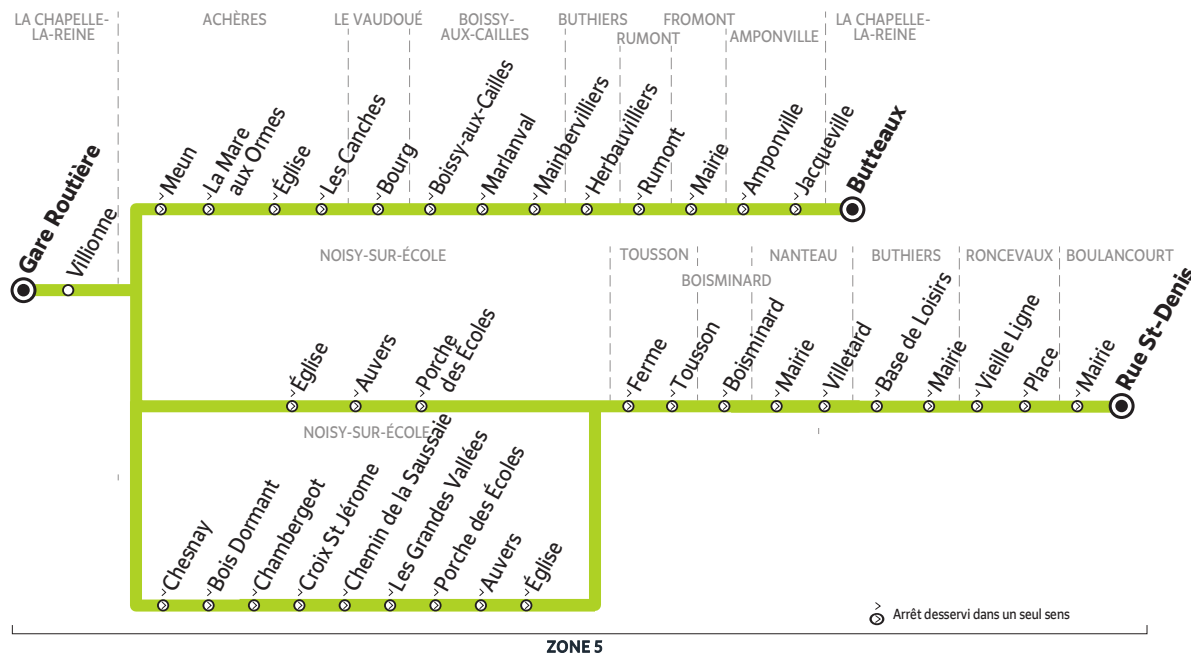 LA CHAPELLE-
LA-REINE
ACHÈRES
LE VAUDOUÉ
BOISSY-
AUX-CAILLES
BUTHIERS
RUMONT
FROMONT
AMPONVILLE
LA CHAPELLE-
LA-REINE
Gare Routière
Villionne
Meun
La Mare
aux Ormes
Église
Les Canches
Bourg
Boissy-aux-Cailles
Marlanval
Mainbervilliers
Herbauvilliers
Rumont
Mairie
Amponville
Jacqueville
Butteaux
NOISY-SUR-ÉCOLE
TOUSSON
BOISMINARD
NANTEAU
BUTHIERS
RONCEVAUX
BOULANCOURT
Église
Auvers
Porche
des Écoles
Ferme
Tousson
Boisminard
Mairie
Villetard
Base de Loisirs
Mairie
Vieille Ligne
Place
Mairie
Rue St-Denis
NOISY-SUR-ÉCOLE
Chesnay
Bois Dormant
Chambergeot
Croix St Jérome
Chemin de la Saussaie
Les Grandes Vallées
Porche des Écoles
Auvers
Église
Arrêt desservi dans un seul sens
ZONE 5